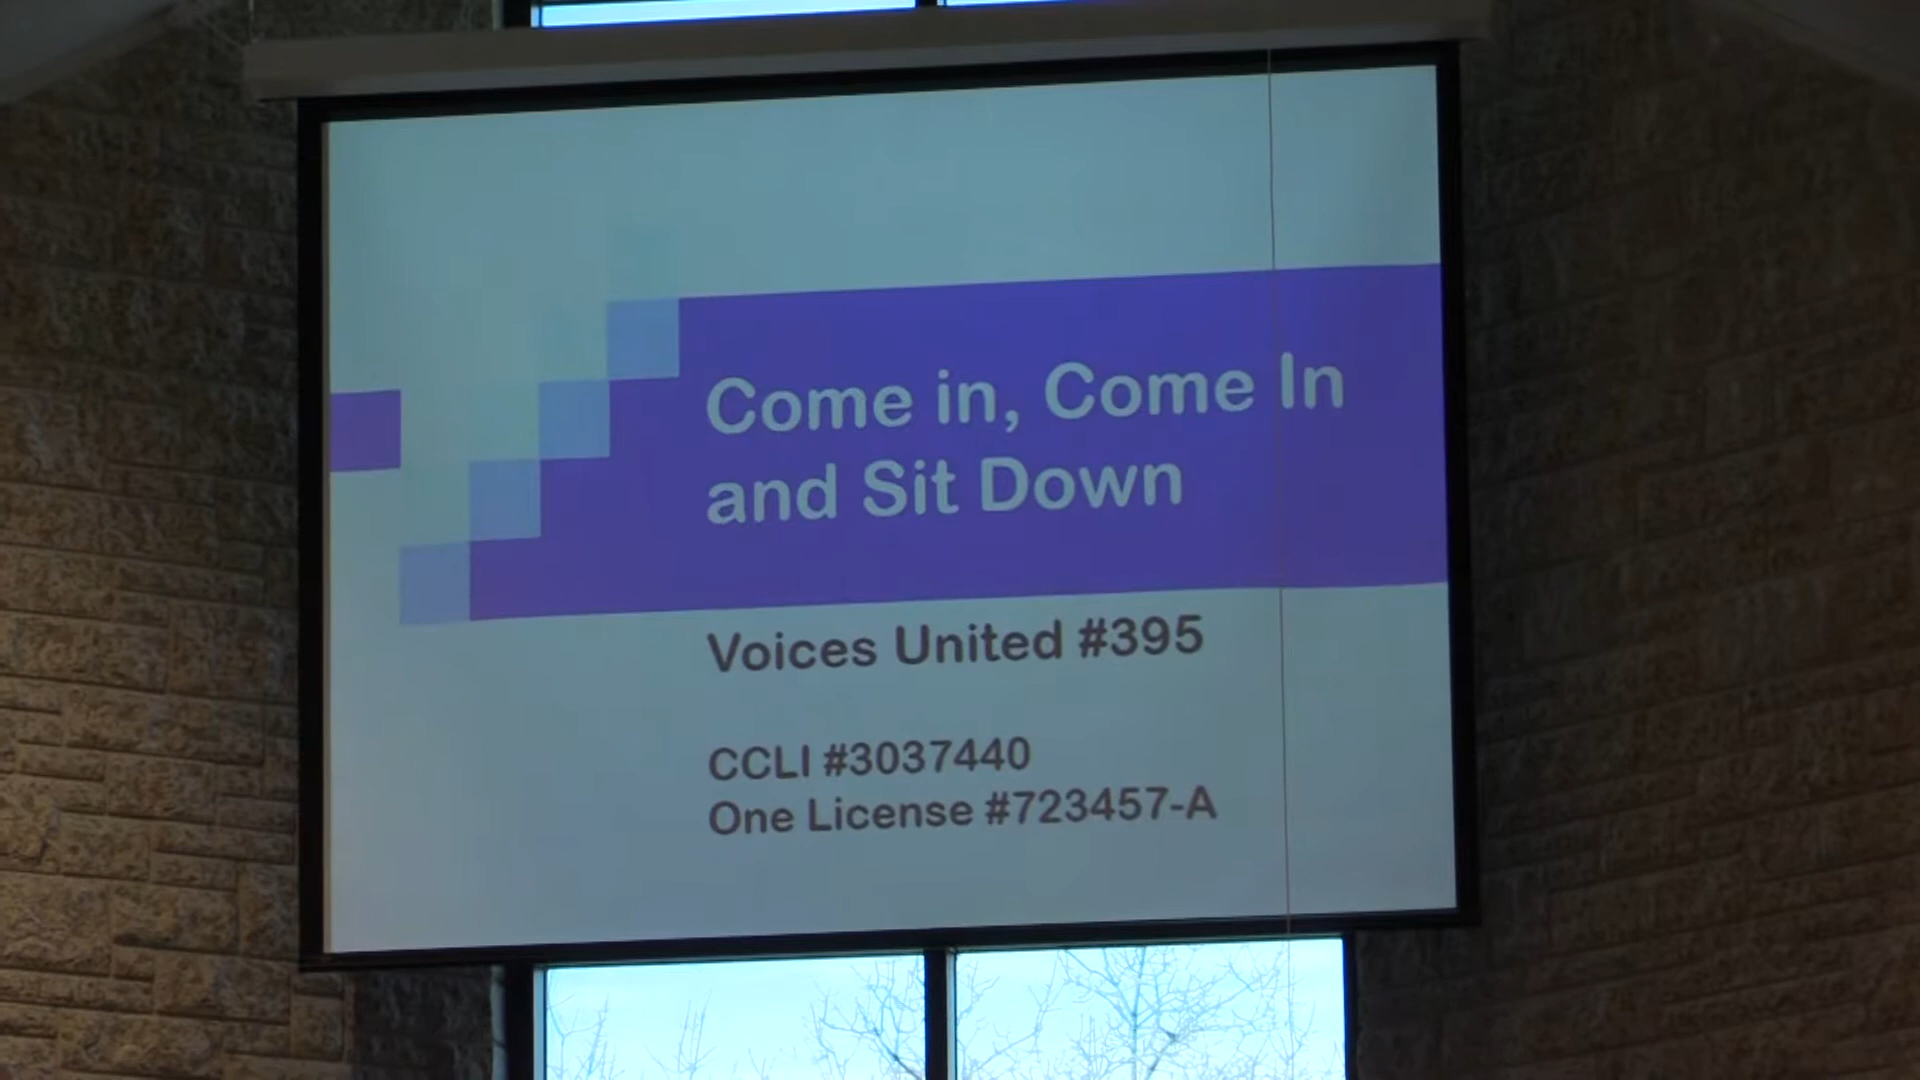 Come in, Come In
and Sit Down
Voices United #395
CCLI #3037440
One License #723457-A